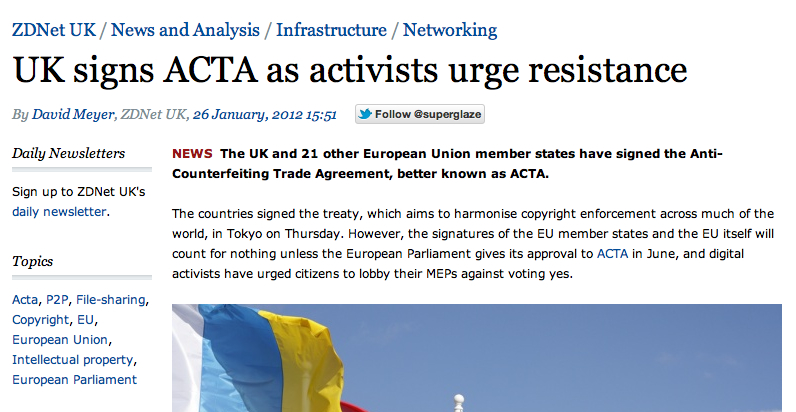 ZDNet UK / News and Analysis / Infrastructure / Networking
UK signs ACTA as activists urge resistance
By David Meyer, ZDNet UK, 26 January, 2012 15:51
Follow @superglaze
Daily Newsletters
Sign up to ZDNet UK's
daily newsletter.
Topics
Acta, P2P, File-sharing,
Copyright, EU,
European Union,
Intellectual property,
European Parliament
NEWS The UK and 21 other European Union member states have signed the Anti-
Counterfeiting Trade Agreement, better known as ACTA.
The countries signed the treaty, which aims to harmonise copyright enforcement across much of the
world, in Tokyo on Thursday. However, the signatures of the EU member states and the EU itself will
count for nothing unless the European Parliament gives its approval to ACTA in June, and digital
activists have urged citizens to lobby their MEPs against voting yes.